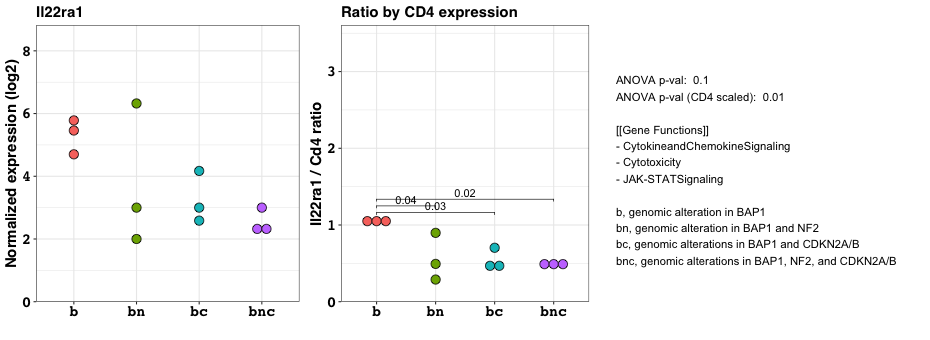 Il22ra1
Normalized expression (log2)
8
6
4
2
0
b bn bc bnc
Ratio by CD4 expression
Il22ra1 / Cd4 ratio
3
2
1
0
0.02
0.04
0.03
b bn bc bnc
ANOVA p-val:  0.1
ANOVA p-val (CD4 scaled):  0.01
[[Gene Functions]]
- CytokineandChemokineSignaling
- Cytotoxicity
- JAK-STATSignaling
b, genomic alteration in BAP1
bn, genomic alteration in BAP1 and NF2
bc, genomic alterations in BAP1 and CDKN2A/B
bnc, genomic alterations in BAP1, NF2, and CDKN2A/B